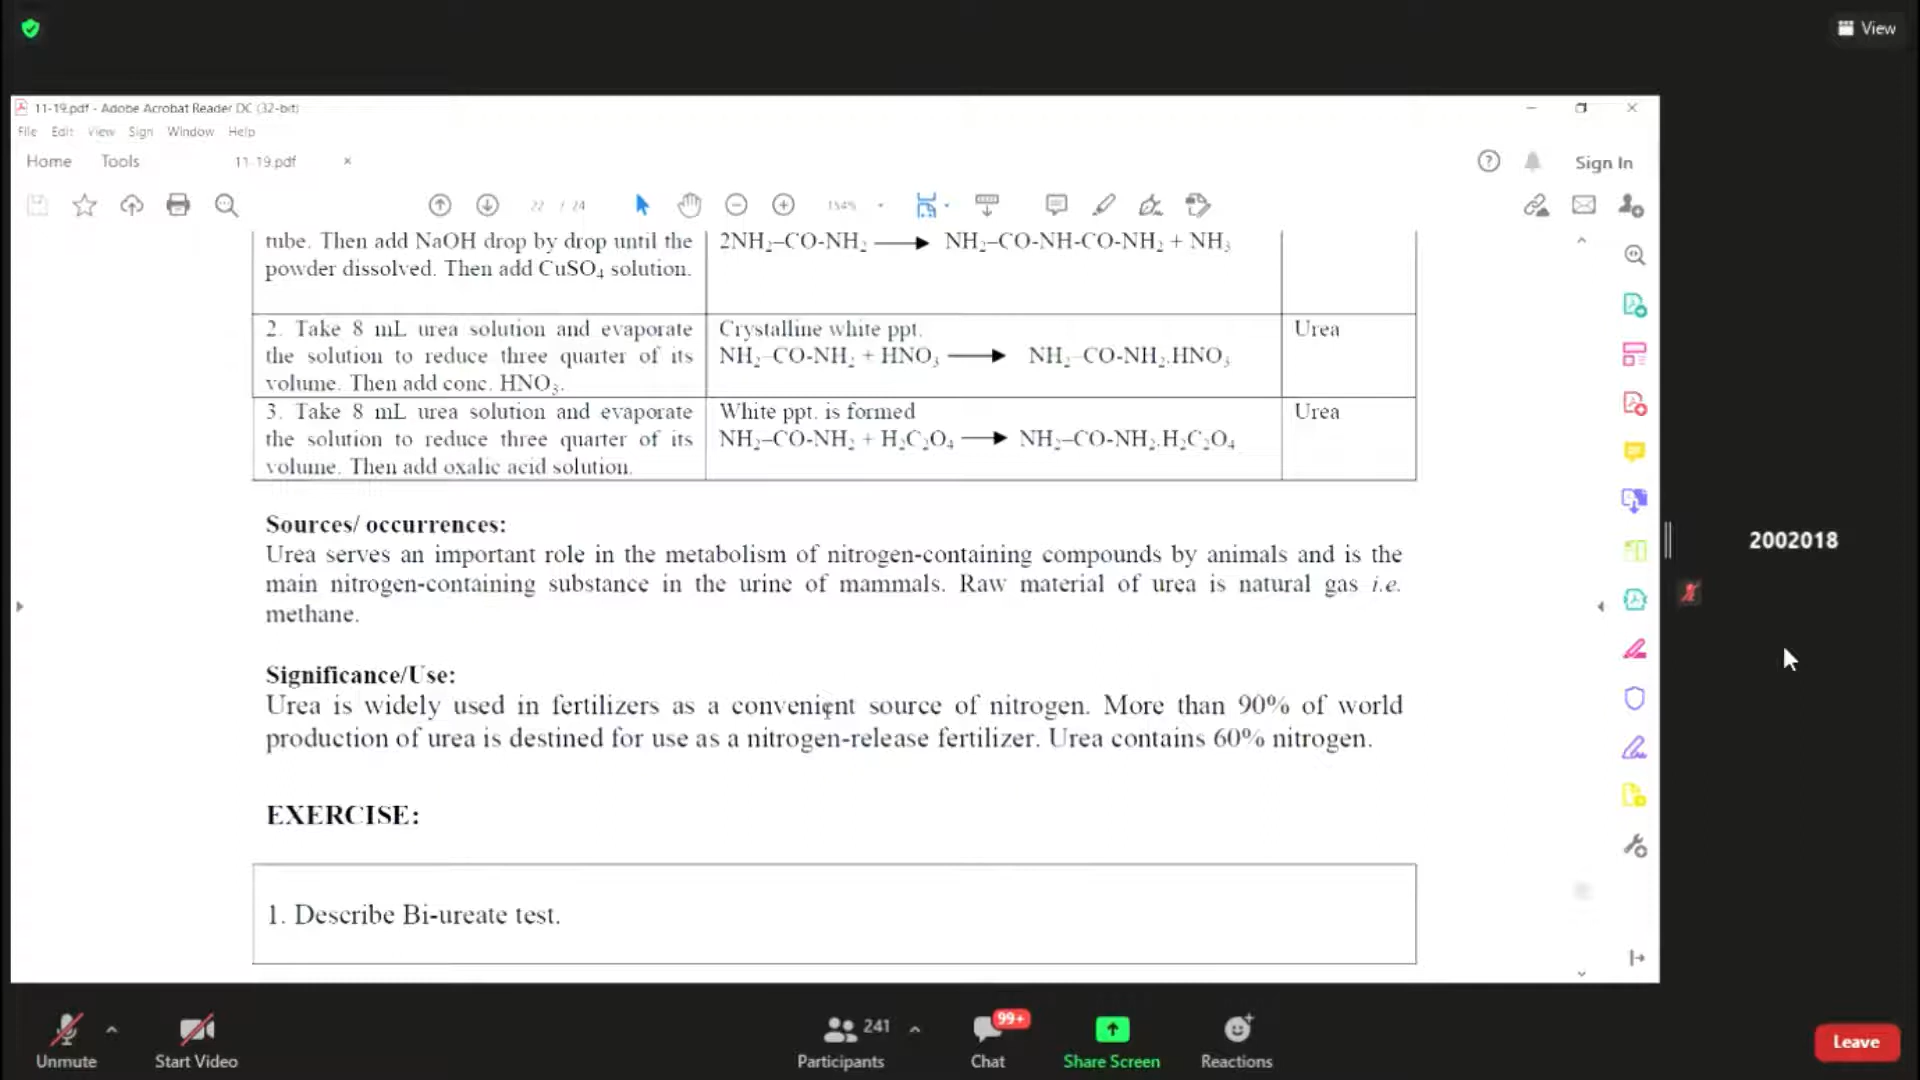 View
11-19.pdf - Adobe Acrobat Reader DC (32-bit)
File Edit View Sign Window Help
Home Tools 11-19.pdf × Sign In
22 / 24 154%
tube. Then add NaOH drop by drop until the
powder dissolved. Then add CuSO₄ solution.
2NH₂–CO-NH₂ ⟶ NH₂–CO-NH-CO-NH₂ + NH₃
2. Take 8 mL urea solution and evaporate
the solution to reduce three quarter of its
volume. Then add conc. HNO₃.
Crystalline white ppt.
NH₂–CO-NH₂ + HNO₃ ⟶ NH₂–CO-NH₂.HNO₃
Urea
3. Take 8 mL urea solution and evaporate
the solution to reduce three quarter of its
volume. Then add oxalic acid solution.
White ppt. is formed
NH₂–CO-NH₂ + H₂C₂O₄ ⟶ NH₂–CO-NH₂.H₂C₂O₄
Urea
Sources/ occurrences:
Urea serves an important role in the metabolism of nitrogen-containing compounds by animals and is the
main nitrogen-containing substance in the urine of mammals. Raw material of urea is natural gas i.e.
methane.
Significance/Use:
Urea is widely used in fertilizers as a convenient source of nitrogen. More than 90% of world
production of urea is destined for use as a nitrogen-release fertilizer. Urea contains 60% nitrogen.
EXERCISE:
1. Describe Bi-ureate test.
2002018
241 99+
Unmute Start Video Participants Chat Share Screen Reactions Leave